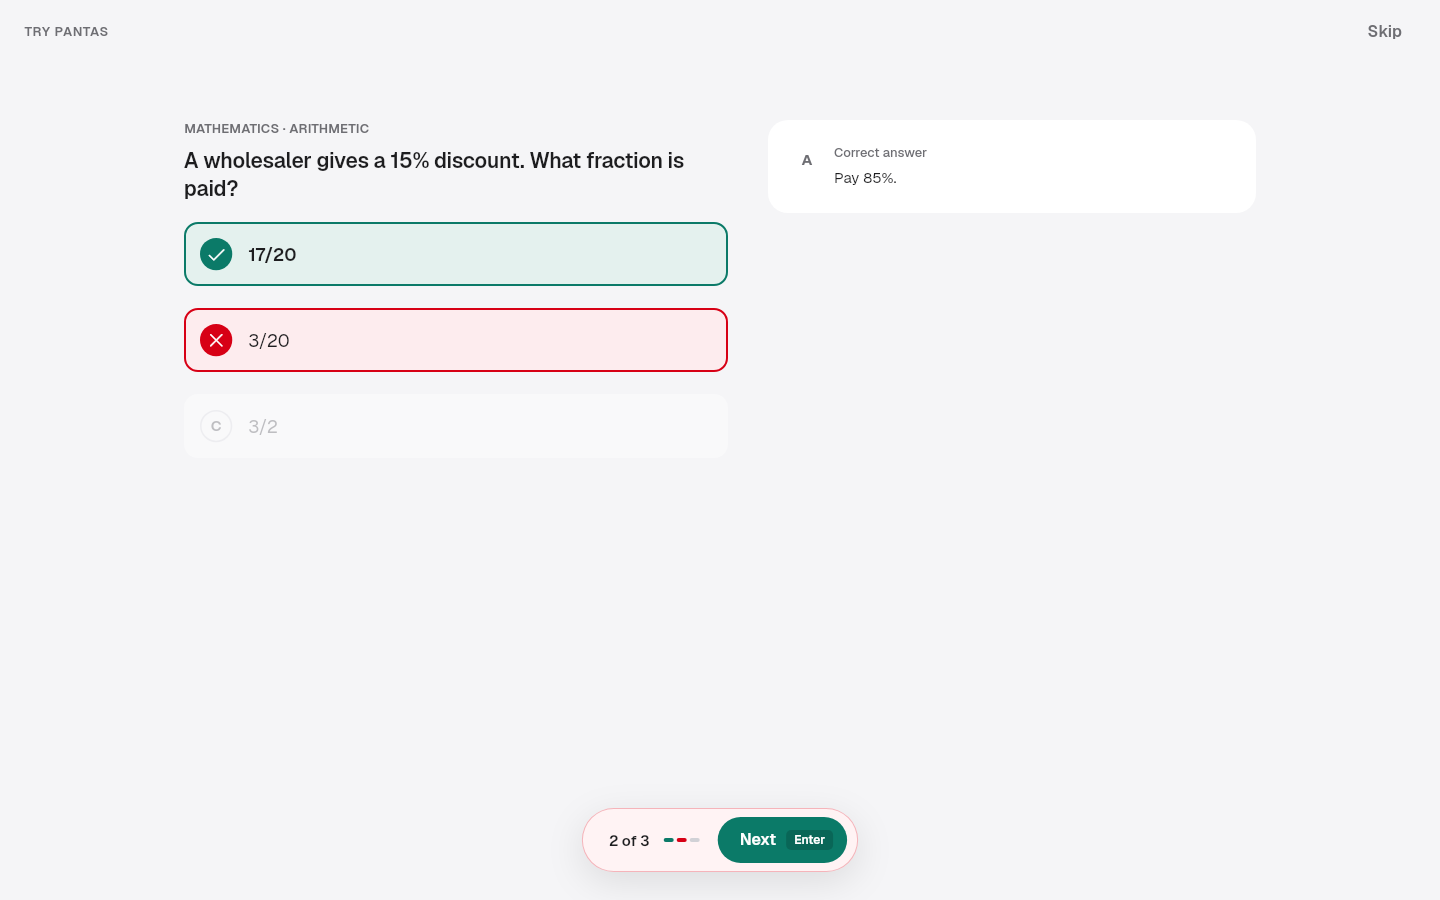 TRY PANTAS
Skip
MATHEMATICS · ARITHMETIC
A wholesaler gives a 15% discount. What fraction is
paid?
17/20
3/20
C
3/2
A
Correct answer
Pay 85%.
2 of 3
Next
Enter